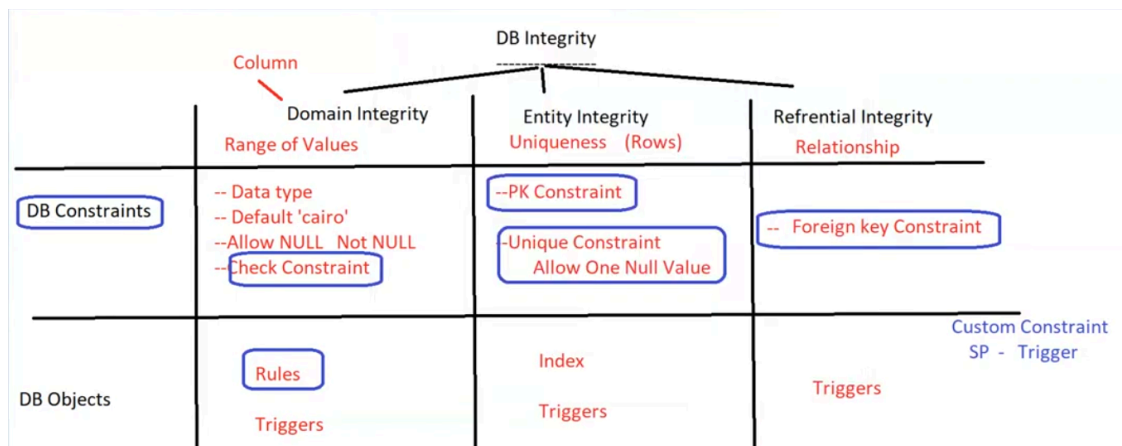 DB Integrity
Column
Domain Integrity
Entity Integrity
Refrential Integrity
Range of Values
Uniqueness (Rows)
Relationship
DB Constraints
-- Data type
-- Default 'cairo'
--Allow NULL Not NULL
--Check Constraint
--PK Constraint
--Unique Constraint
Allow One Null Value
-- Foreign key Constraint
Custom Constraint
SP - Trigger
DB Objects
Rules
Triggers
Index
Triggers
Triggers